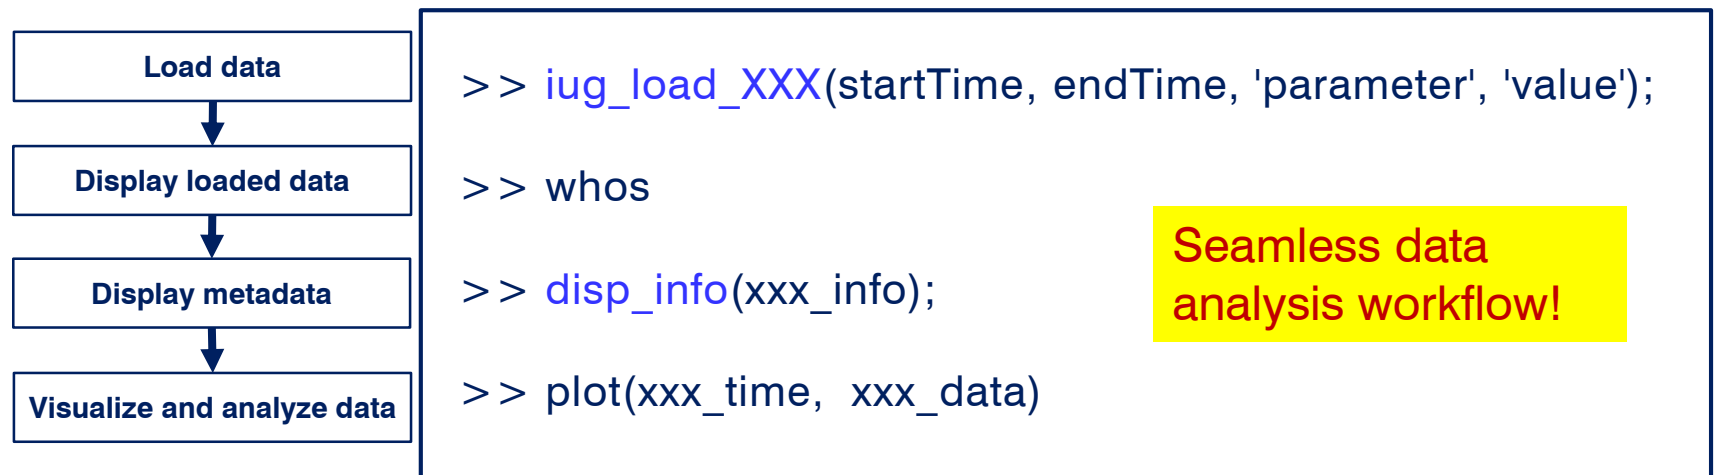 Load data
>> iug_load_XXX(startTime, endTime, 'parameter', 'value');
Display loaded data
>> whos
Display metadata
>> disp_info(xxx_info);
Seamless data
analysis workflow!
Visualize and analyze data
>> plot(xxx_time, xxx_data)